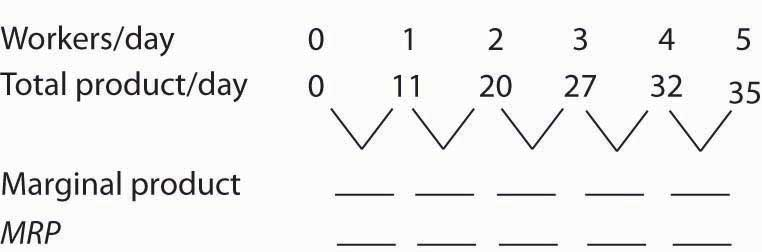 Workers/day 0 1 2 3 4 5
Total product/day 0 11 20 27 32 35
Marginal product
MRP